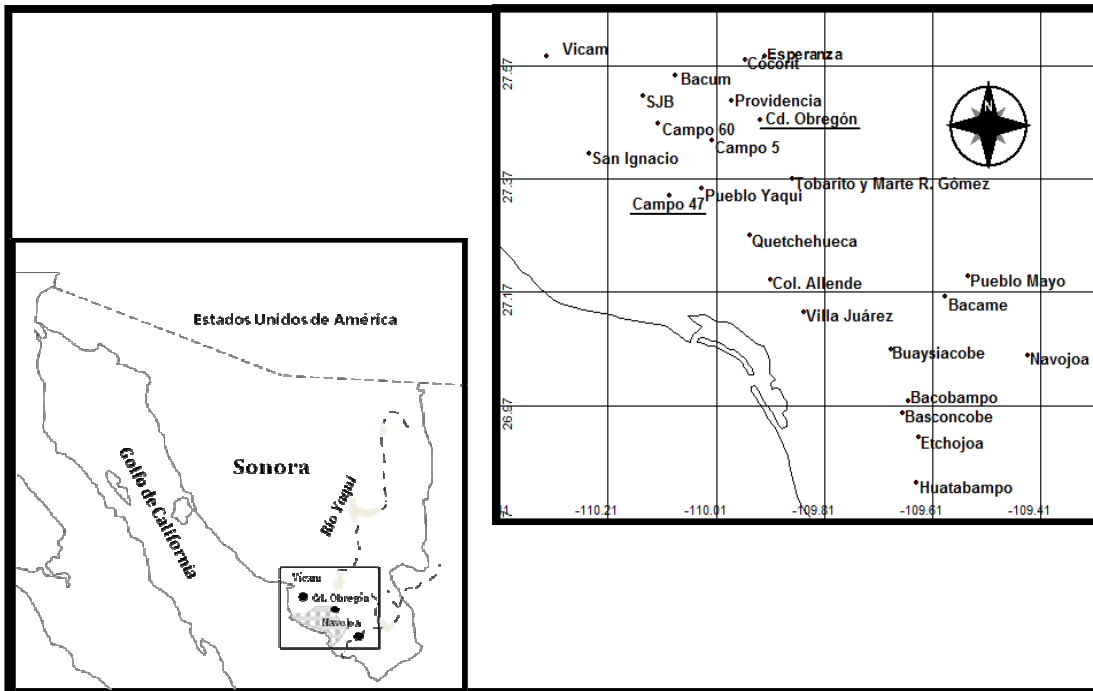 Vicam
Esperanza
Cocorit
27.57
Bacum
SJB
Providencia
N
Campo 60
Cd. Obregón
Campo 5
San Ignacio
27.37
Tobarito y Marte R. Gómez
Campo 47
Pueblo Yaqui
Quetchehueca
Col. Allende
Pueblo Mayo
27.17
Bacame
Villa Juárez
Buaysiacobe
Navojoa
26.97
Bacobampo
Basconcobe
Etchojoa
Huatabampo
-110.21
-110.01
-109.81
-109.61
-109.41
Estados Unidos de América
Golfo de California
Sonora
Río Yaqui
Vicam
Cd. Obregón
Navojoa